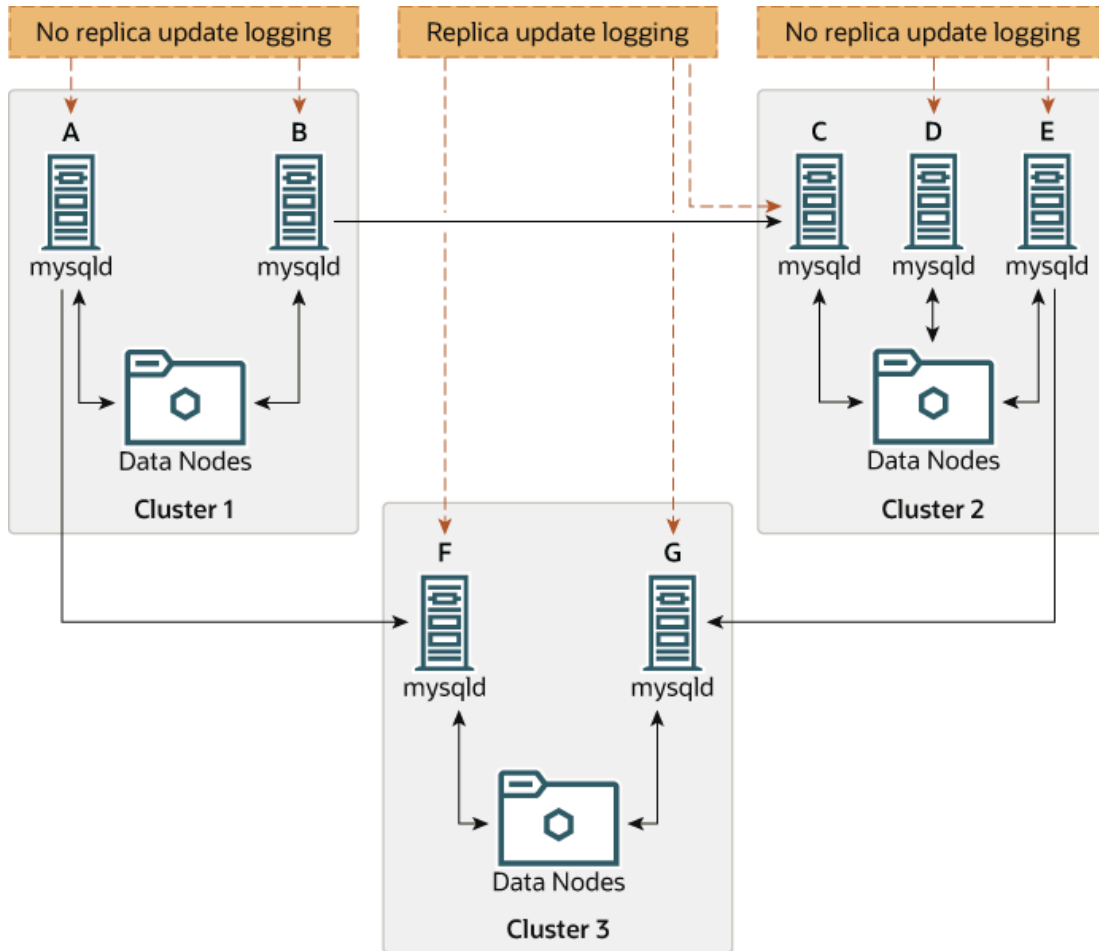 No replica update logging
Replica update logging
No replica update logging
A
B
mysqld
mysqld
Data Nodes
Cluster 1
C
D
E
mysqld
mysqld
mysqld
Data Nodes
Cluster 2
F
G
mysqld
mysqld
Data Nodes
Cluster 3